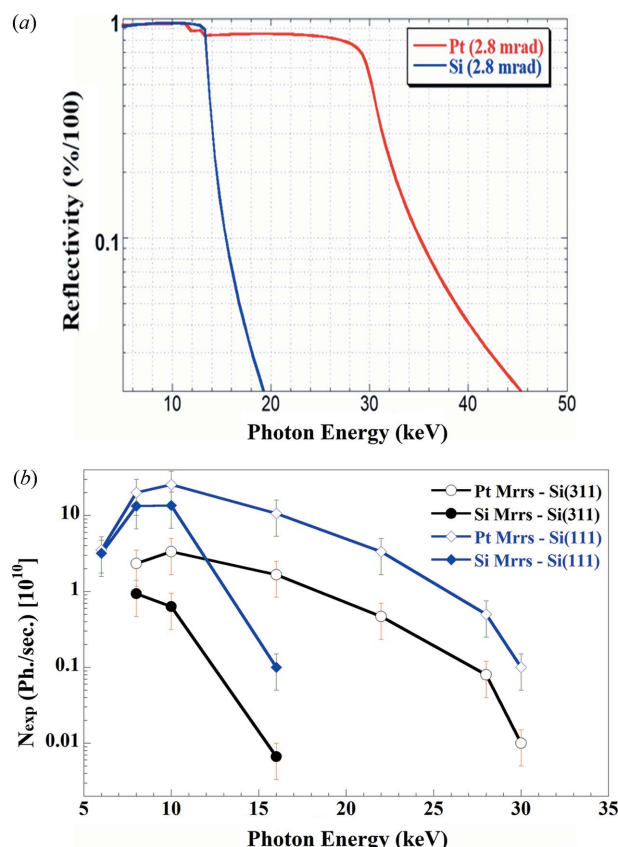 (a)
Pt (2.8 mrad)
Si (2.8 mrad)
Reflectivity (%/100)
1
0.1
10 20 30 40 50
Photon Energy (keV)
(b)
Pt Mrrs - Si(311)
Si Mrrs - Si(311)
Pt Mrrs - Si(111)
Si Mrrs - Si(111)
Nexp (Ph./sec.) [10¹⁰]
10
1
0.1
0.01
5 10 15 20 25 30 35
Photon Energy (keV)